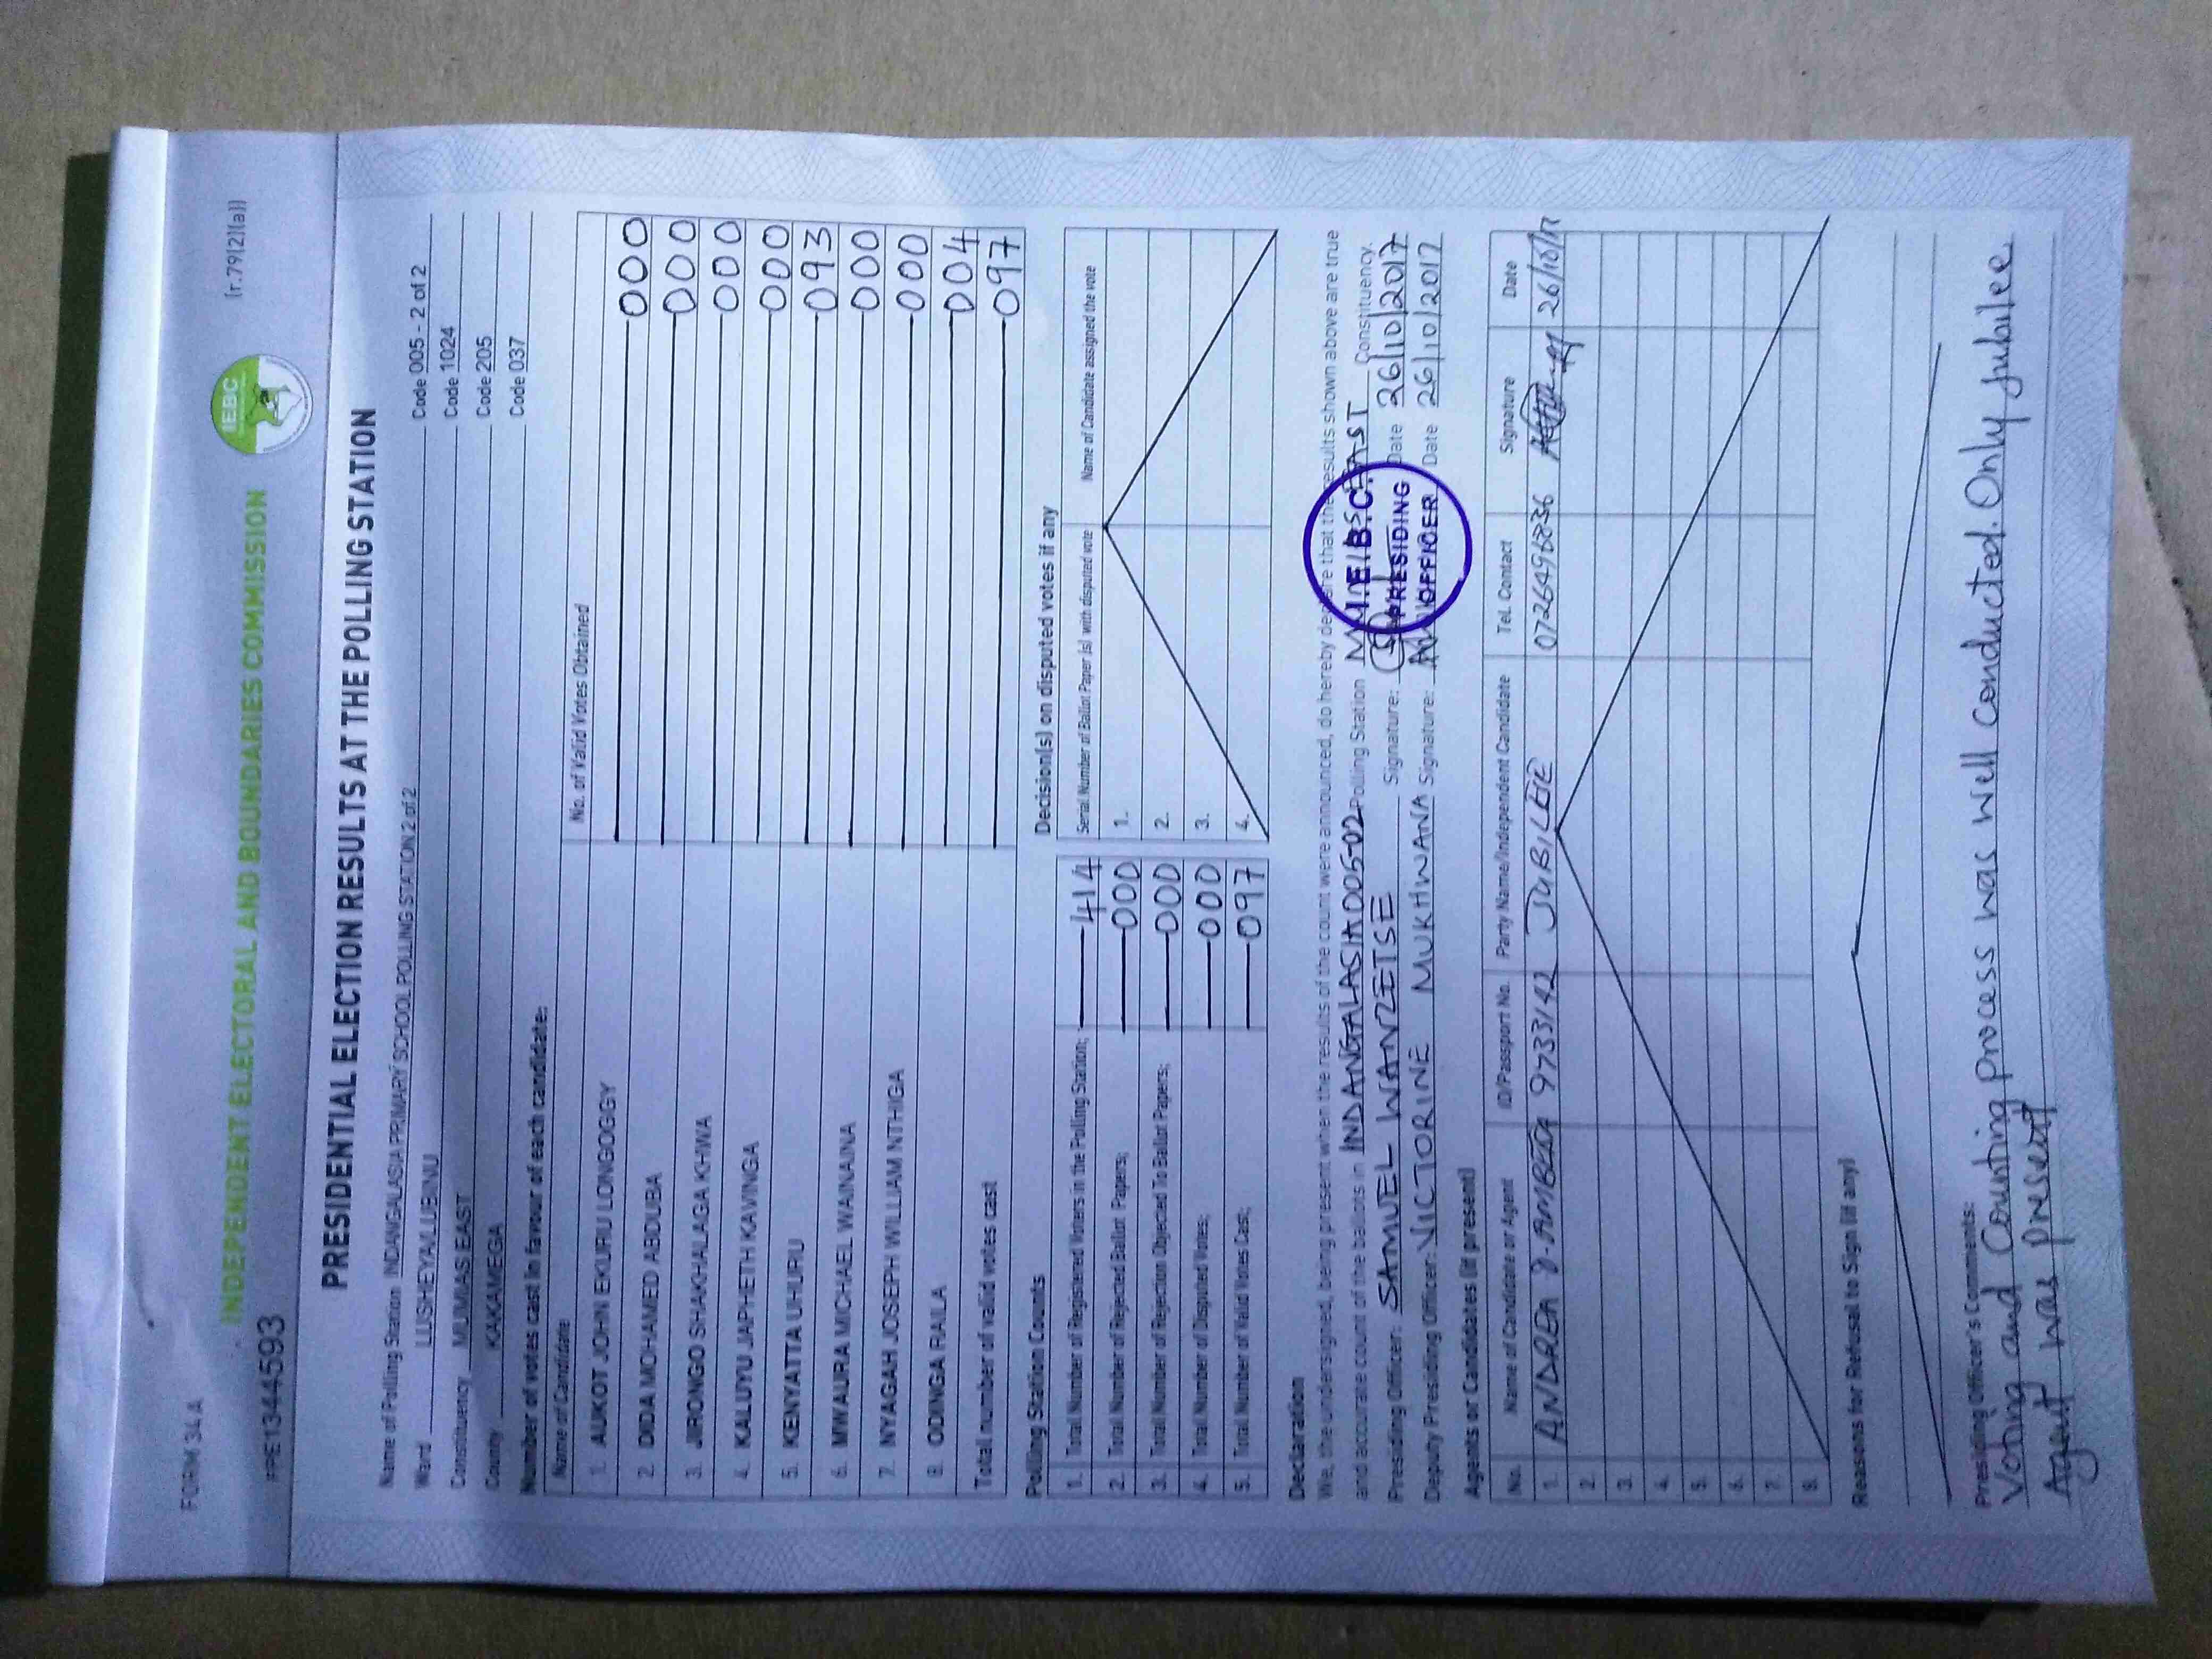 FORM 34 A
[r.79(2)(a)]
INDEPENDENT ELECTORAL AND BOUNDARIES COMMISSION
IEBC
PRESIDENTIAL ELECTION RESULTS AT THE POLLING STATION
Name of Polling Station INDANGALASIA PRIMARY SCHOOL POLLING STATION 2 of 2 Code 005 - 2 of 2
Ward LUSHEYA/LUBINU Code 1024
Constituency MUMIAS EAST Code 205
County KAKAMEGA Code 037
Number of votes cast in favour of each candidate:
Name of Candidate No. of Valid Votes Obtained
1. AUKOT JOHN EKURU LONGOGGY 000
2. DIDA MOHAMED ABDUBA 000
3. JIRONGO SHAKHALAGA KHWA 000
4. KALUYU JAPHETH KAVINGA 000
5. KENYATTA UHURU 093
6. MWAURA MICHAEL WAINAINA 000
7. NYAGAH JOSEPH WILLIAM NTHIGA 000
8. ODINGA RAILA 004
Total number of valid votes cast 097
Polling Station Counts
1. Total Number of Registered Voters in the Polling Station; 414
2. Total Number of Rejected Ballot Papers; 000
3. Total Number of Rejection Objected To Ballot Papers; 000
4. Total Number of Disputed Votes; 000
5. Total Number of Valid Votes Cast; 097
Decision(s) on disputed votes if any
Serial Number of Ballot Paper (s) with disputed vote Name of Candidate assigned the vote
1.
2.
3.
4.
Declaration
We, the undersigned, being present when the results of the count were announced, do hereby declare that the results shown above are true
and accurate count of the ballots in INDANGALASIA 005-02 Polling Station EAST Constituency.
Presiding Officer: SAMUEL WANZETSE Signature: Date 26/10/2017
Deputy Presiding Officer: VICTORINE MUKHWANA Signature: Date 26/10/2017
I.E.B.C.
PRESIDING
OFFICER
Agents or Candidates (if present)
No. Name of Candidate or Agent ID/Passport No. Party Name/Independent Candidate Tel. Contact Signature Date
1. ANDREA 9733142 JUBILEE 26/10/17
2.
3.
4.
5.
6.
7.
8.
Reasons for Refusal to Sign (if any)
Presiding Officer's Comments:
Voting and Counting process was well conducted. Only Jubilee
Agent was present